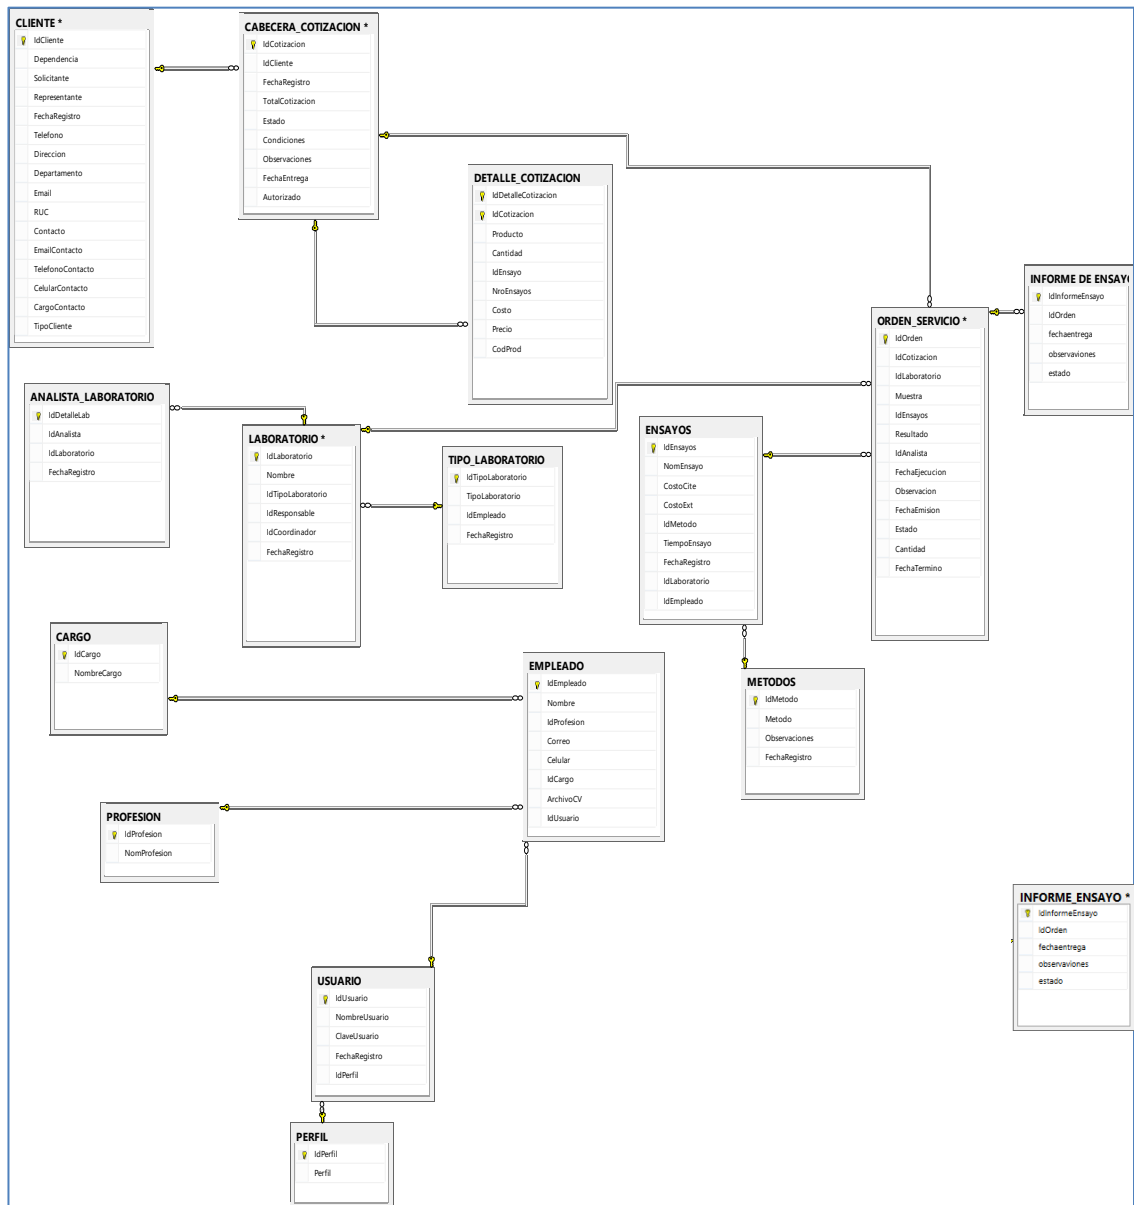 CLIENTE *
IdCliente
Dependencia
Solicitante
Representante
FechaRegistro
Telefono
Direccion
Departamento
Email
RUC
Contacto
EmailContacto
TelefonoContacto
CelularContacto
CargoContacto
TipoCliente
CABECERA_COTIZACION *
IdCotizacion
IdCliente
FechaRegistro
TotalCotizacion
Estado
Condiciones
Observaciones
FechaEntrega
Autorizado
DETALLE_COTIZACION
IdDetalleCotizacion
IdCotizacion
Producto
Cantidad
IdEnsayo
NroEnsayos
Costo
Precio
CodProd
INFORME DE ENSAY
IdInformeEnsayo
IdOrden
fechaentrega
observaviones
estado
ORDEN_SERVICIO *
IdOrden
IdCotizacion
IdLaboratorio
Muestra
IdEnsayos
Resultado
IdAnalista
FechaEjecucion
Observacion
FechaEmision
Estado
Cantidad
FechaTermino
ANALISTA_LABORATORIO
IdDetalleLab
IdAnalista
IdLaboratorio
FechaRegistro
LABORATORIO *
IdLaboratorio
Nombre
IdTipoLaboratorio
IdResponsable
IdCoordinador
FechaRegistro
TIPO_LABORATORIO
IdTipoLaboratorio
TipoLaboratorio
IdEmpleado
FechaRegistro
ENSAYOS
IdEnsayos
NomEnsayo
CostoCite
CostoExt
IdMetodo
TiempoEnsayo
FechaRegistro
IdLaboratorio
IdEmpleado
CARGO
IdCargo
NombreCargo
EMPLEADO
IdEmpleado
Nombre
IdProfesion
Correo
Celular
IdCargo
ArchivoCV
IdUsuario
METODOS
IdMetodo
Metodo
Observaciones
FechaRegistro
PROFESION
IdProfesion
NomProfesion
INFORME_ENSAYO *
IdInformeEnsayo
IdOrden
fechaentrega
observaviones
estado
USUARIO
IdUsuario
NombreUsuario
ClaveUsuario
FechaRegistro
IdPerfil
PERFIL
IdPerfil
Perfil